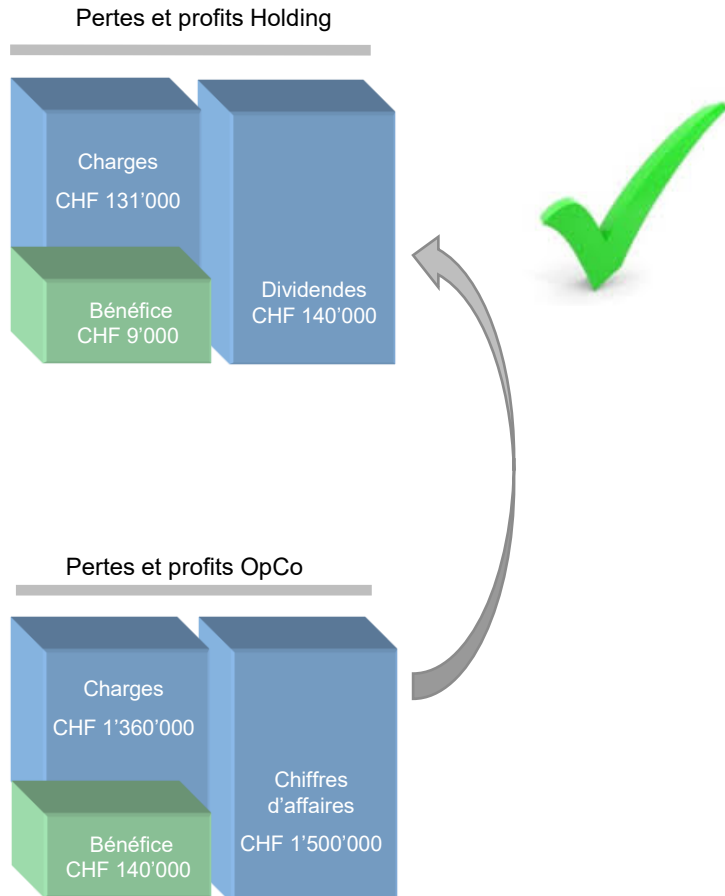 Pertes et profits Holding
Charges
CHF 131’000
Bénéfice
CHF 9’000
Dividendes
CHF 140’000
Pertes et profits OpCo
Charges
CHF 1’360’000
Bénéfice
CHF 140’000
Chiffres
d’affaires
CHF 1’500’000